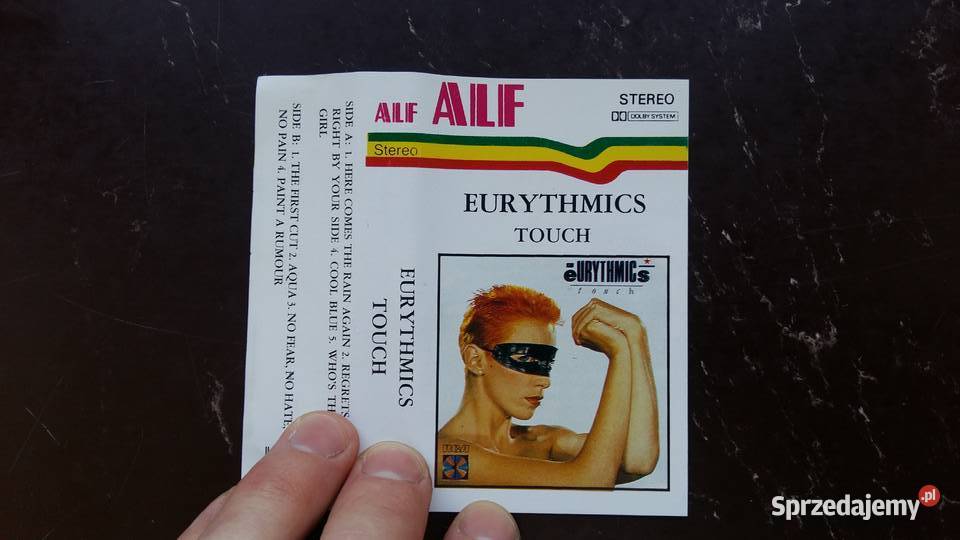 ALF
STEREO
DOLBY SYSTEM
EURYTHMICS
TOUCH
EURYTHMICS
touch
ALF
Stereo
EURYTHMICS
TOUCH
SIDE A: 1. HERE COMES THE RAIN AGAIN 2. REGRETS
RIGHT BY YOUR SIDE 4. COOL BLUE 5. WHO'S TH
GIRL
SIDE B: 1. THE FIRST CUT 2. AQUA 3. NO FEAR, NO HATE,
NO PAIN 4. PAINT A RUMOUR
Sprzedajemy.pl